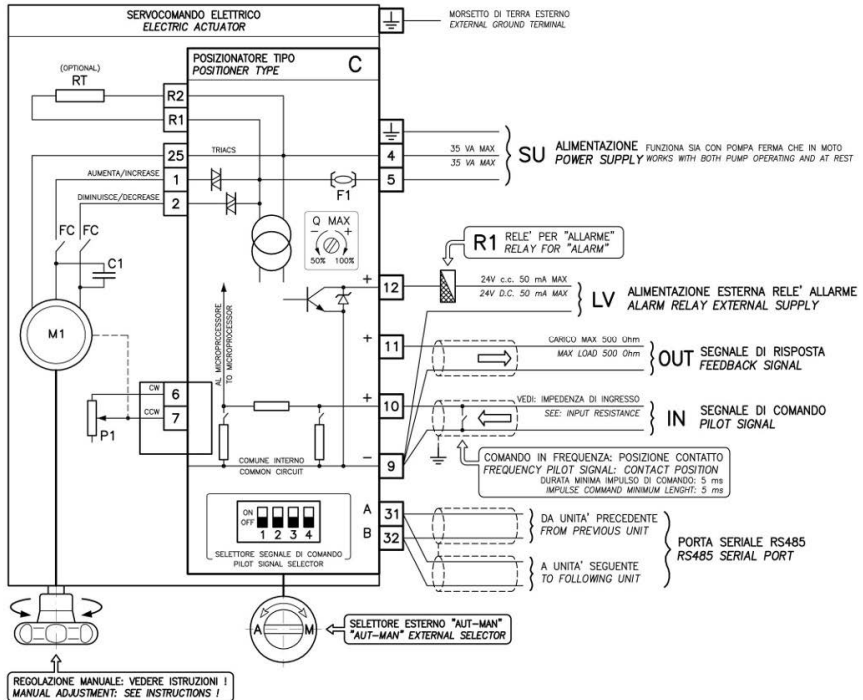 SERVOCOMANDO ELETTRICO
ELECTRIC ACTUATOR
MORSETTO DI TERRA ESTERNO
EXTERNAL GROUND TERMINAL
POSIZIONATORE TIPO
POSITIONER TYPE
C
(OPTIONAL)
RT
R2
R1
25
TRIACS
4
35 VA MAX
35 VA MAX
5
SU
ALIMENTAZIONE FUNZIONA SIA CON POMPA FERMA CHE IN MOTO
POWER SUPPLY WORKS WITH BOTH PUMP OPERATING AND AT REST
AUMENTA/INCREASE
1
F1
DIMINUISCE/DECREASE
2
FC FC
C1
Q MAX
- +
50% 100%
R1
RELE' PER "ALLARME"
RELAY FOR "ALARM"
+
12
24V c.c. 50 mA MAX
24V D.C. 50 mA MAX
LV
ALIMENTAZIONE ESTERNA RELE' ALLARME
ALARM RELAY EXTERNAL SUPPLY
M1
AL MICROPRCCESSORE
TO MICROPROCESSOR
+
11
CARICO MAX 500 Ohm
MAX LOAD 500 Ohm
OUT
SEGNALE DI RISPOSTA
FEEDBACK SIGNAL
CW
6
CCW
7
P1
+
10
VEDI: IMPEDENZA DI INGRESSO
SEE: INPUT RESISTANCE
IN
SEGNALE DI COMANDO
PILOT SIGNAL
COMUNE INTERNO
COMMON CIRCUIT
-
9
COMANDO IN FREQUENZA: POSIZIONE CONTATTO
FREQUENCY PILOT SIGNAL: CONTACT POSITION
DURATA MINIMA IMPULSO DI COMANDO: 5 ms
IMPULSE COMMAND MINIMUM LENGHT: 5 ms
ON
OFF
1 2 3 4
SELETTORE SEGNALE DI COMANDO
PILOT SIGNAL SELECTOR
A
31
B
32
DA UNITA' PRECEDENTE
FROM PREVIOUS UNIT
A UNITA' SEGUENTE
TO FOLLOWING UNIT
PORTA SERIALE RS485
RS485 SERIAL PORT
A M
SELETTORE ESTERNO "AUT-MAN"
"AUT-MAN" EXTERNAL SELECTOR
REGOLAZIONE MANUALE: VEDERE ISTRUZIONI !
MANUAL ADJUSTMENT: SEE INSTRUCTIONS !